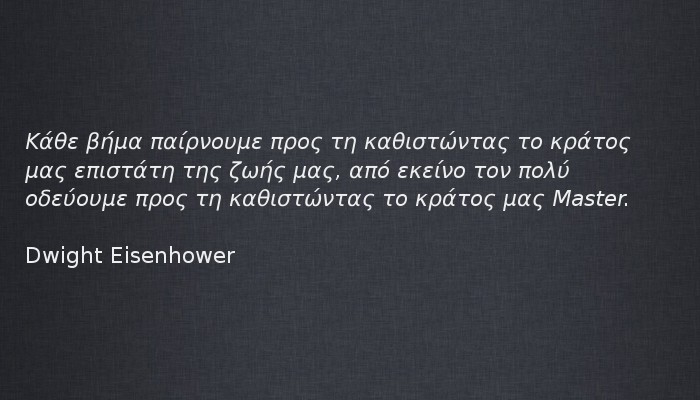 Κάθε βήμα παίρνουμε προς τη καθιστώντας το κράτος
μας επιστάτη της ζωής μας, από εκείνο τον πολύ
οδεύουμε προς τη καθιστώντας το κράτος μας Master.
Dwight Eisenhower